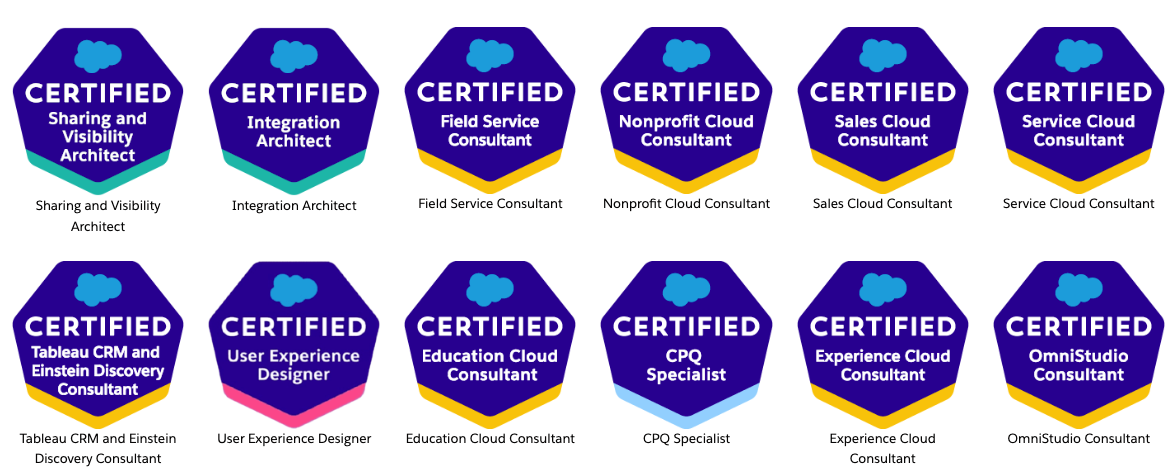 CERTIFIED
Sharing and
Visibility
Architect
Sharing and Visibility
Architect
CERTIFIED
Integration
Architect
Integration Architect
CERTIFIED
Field Service
Consultant
Field Service Consultant
CERTIFIED
Nonprofit Cloud
Consultant
Nonprofit Cloud Consultant
CERTIFIED
Sales Cloud
Consultant
Sales Cloud Consultant
CERTIFIED
Service Cloud
Consultant
Service Cloud Consultant
CERTIFIED
Tableau CRM and
Einstein Discovery
Consultant
Tableau CRM and Einstein
Discovery Consultant
CERTIFIED
User Experience
Designer
User Experience Designer
CERTIFIED
Education Cloud
Consultant
Education Cloud Consultant
CERTIFIED
CPQ
Specialist
CPQ Specialist
CERTIFIED
Experience Cloud
Consultant
Experience Cloud
Consultant
CERTIFIED
OmniStudio
Consultant
OmniStudio Consultant